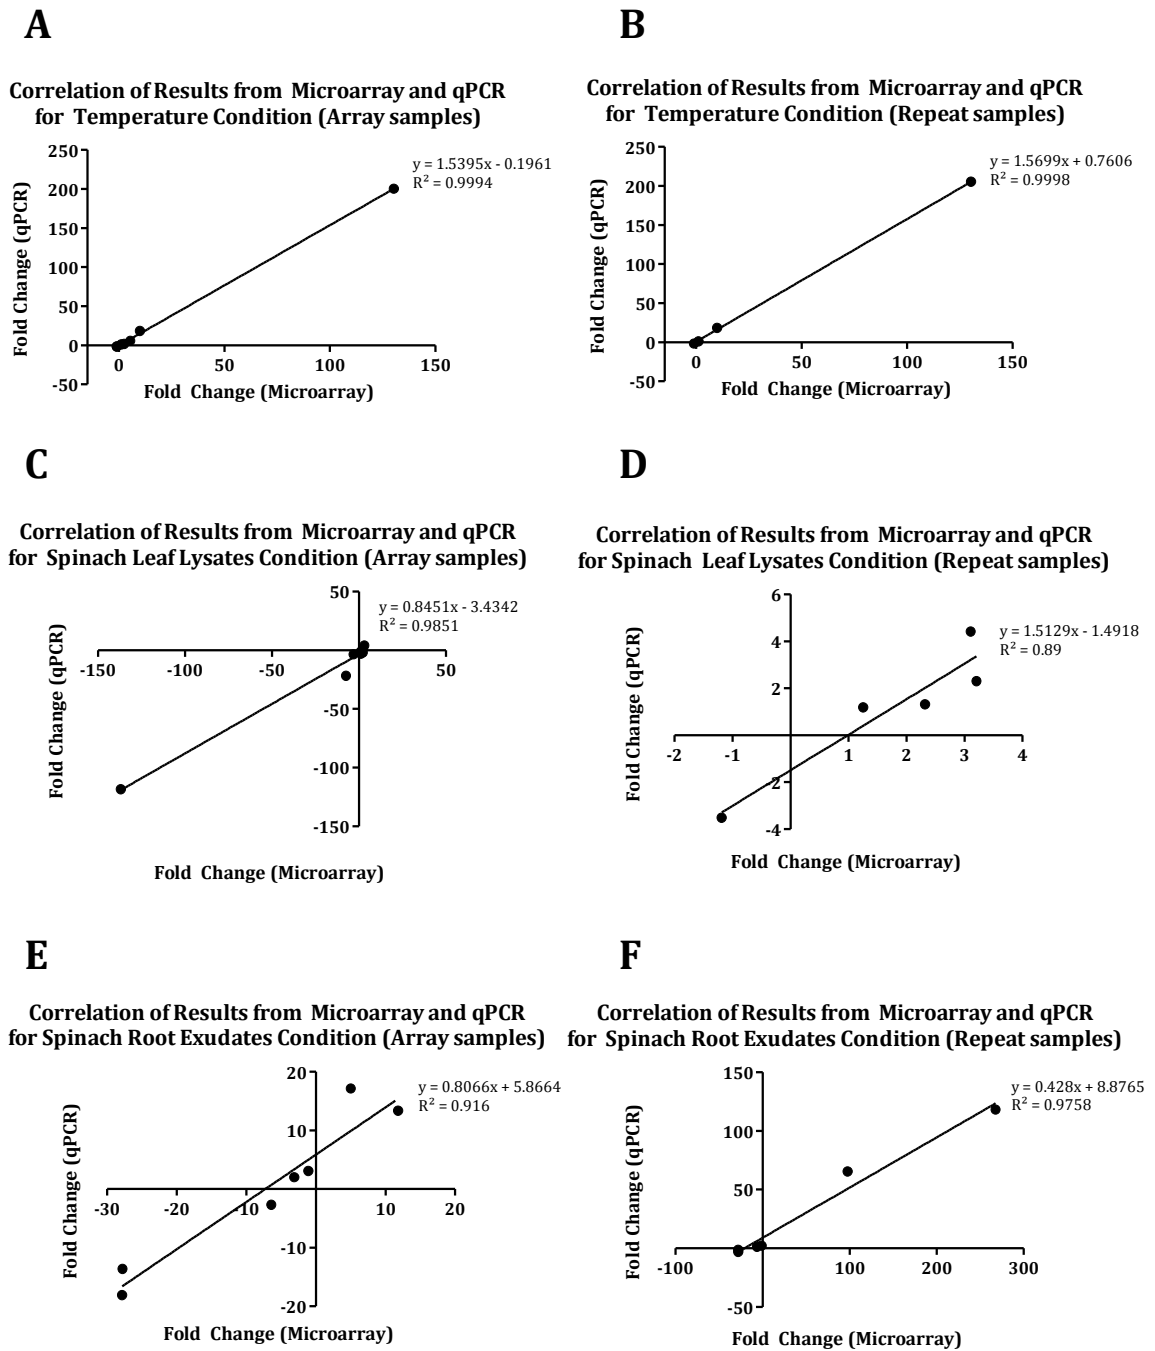 A
Correlation of Results from Microarray and qPCR
for Temperature Condition (Array samples)
y = 1.5395x - 0.1961
R² = 0.9994
250
200
150
100
50
0
-50
0
50
100
150
Fold Change (qPCR)
Fold Change (Microarray)
B
Correlation of Results from Microarray and qPCR
for Temperature Condition (Repeat samples)
y = 1.5699x + 0.7606
R² = 0.9998
250
200
150
100
50
0
-50
0
50
100
150
Fold Change (qPCR)
Fold Change (Microarray)
C
Correlation of Results from Microarray and qPCR
for Spinach Leaf Lysates Condition (Array samples)
y = 0.8451x - 3.4342
R² = 0.9851
50
-50
-100
-150
-150
-100
-50
50
Fold Change (qPCR)
Fold Change (Microarray)
D
Correlation of Results from Microarray and qPCR
for Spinach Leaf Lysates Condition (Repeat samples)
y = 1.5129x - 1.4918
R² = 0.89
6
4
2
-2
-4
-2
-1
1
2
3
4
Fold Change (qPCR)
Fold Change (Microarray)
E
Correlation of Results from Microarray and qPCR
for Spinach Root Exudates Condition (Array samples)
y = 0.8066x + 5.8664
R² = 0.916
20
10
-10
-20
-30
-20
-10
10
20
Fold Change (qPCR)
Fold Change (Microarray)
F
Correlation of Results from Microarray and qPCR
for Spinach Root Exudates Condition (Repeat samples)
y = 0.428x + 8.8765
R² = 0.9758
150
100
50
-50
-100
100
200
300
Fold Change (qPCR)
Fold Change (Microarray)